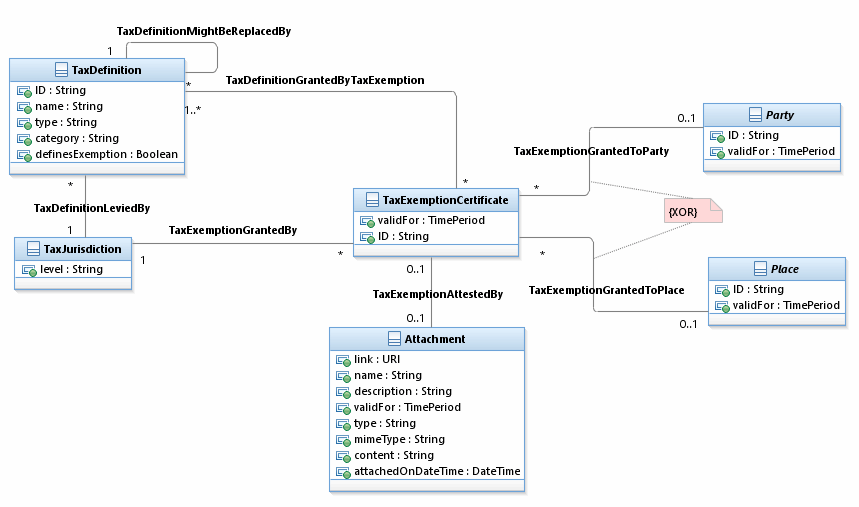 TaxDefinitionMightBeReplacedBy
1
TaxDefinition
ID : String
name : String
type : String
category : String
definesExemption : Boolean
*
TaxDefinitionGrantedByTaxExemption
1..*
*
0..1
Party
ID : String
validFor : TimePeriod
TaxExemptionGrantedToParty
*
{XOR}
*
TaxDefinitionLeviedBy
1
TaxJurisdiction
level : String
1
TaxExemptionGrantedBy
*
TaxExemptionCertificate
validFor : TimePeriod
ID : String
*
TaxExemptionGrantedToPlace
0..1
Place
ID : String
validFor : TimePeriod
0..1
TaxExemptionAttestedBy
0..1
Attachment
link : URI
name : String
description : String
validFor : TimePeriod
type : String
mimeType : String
content : String
attachedOnDateTime : DateTime